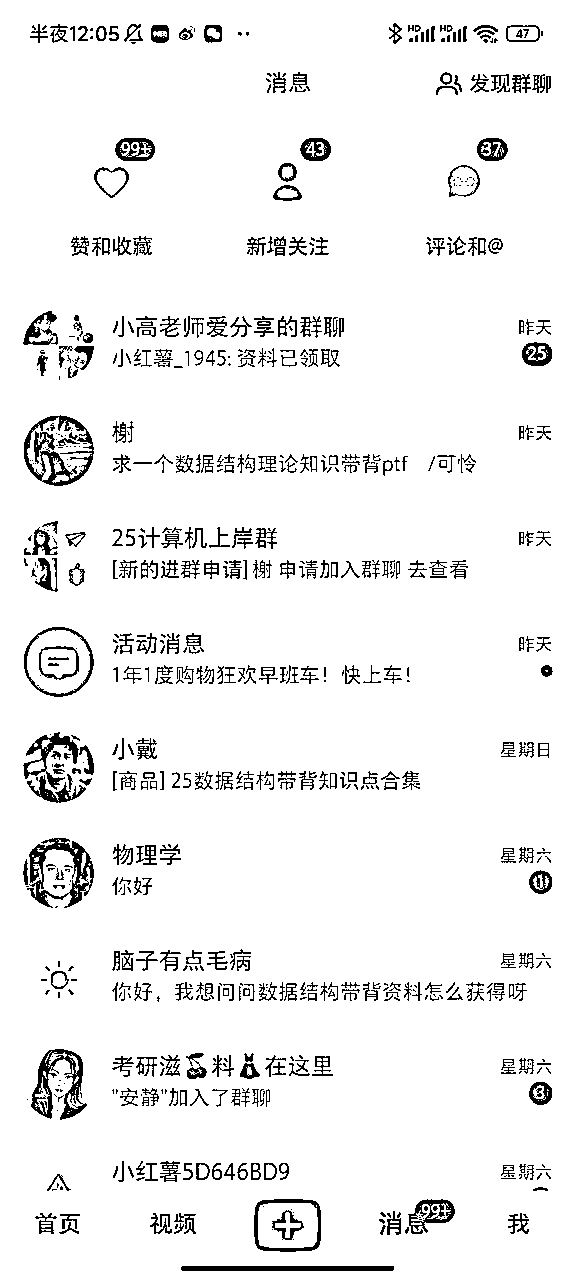 半夜12:05
HD HD 47
消息
发现群聊
99+ 43 37
赞和收藏 新增关注 评论和@
小高老师爱分享的群聊 昨天
小红薯_1945: 资料已领取 25
榭 昨天
求一个数据结构理论知识带背ptf /可怜
25计算机上岸群 昨天
[新的进群申请] 榭 申请加入群聊 去查看
活动消息 昨天
1年1度购物狂欢早班车！快上车！
小戴 星期日
[商品] 25数据结构带背知识点合集
物理学 星期六
你好 1
脑子有点毛病 星期六
你好，我想问问数据结构带背资料怎么获得呀
考研滋🍒料👗在这里 星期六
"安静"加入了群聊 3
小红薯5D646BD9 星期六
首页 视频 消息 99+ 我